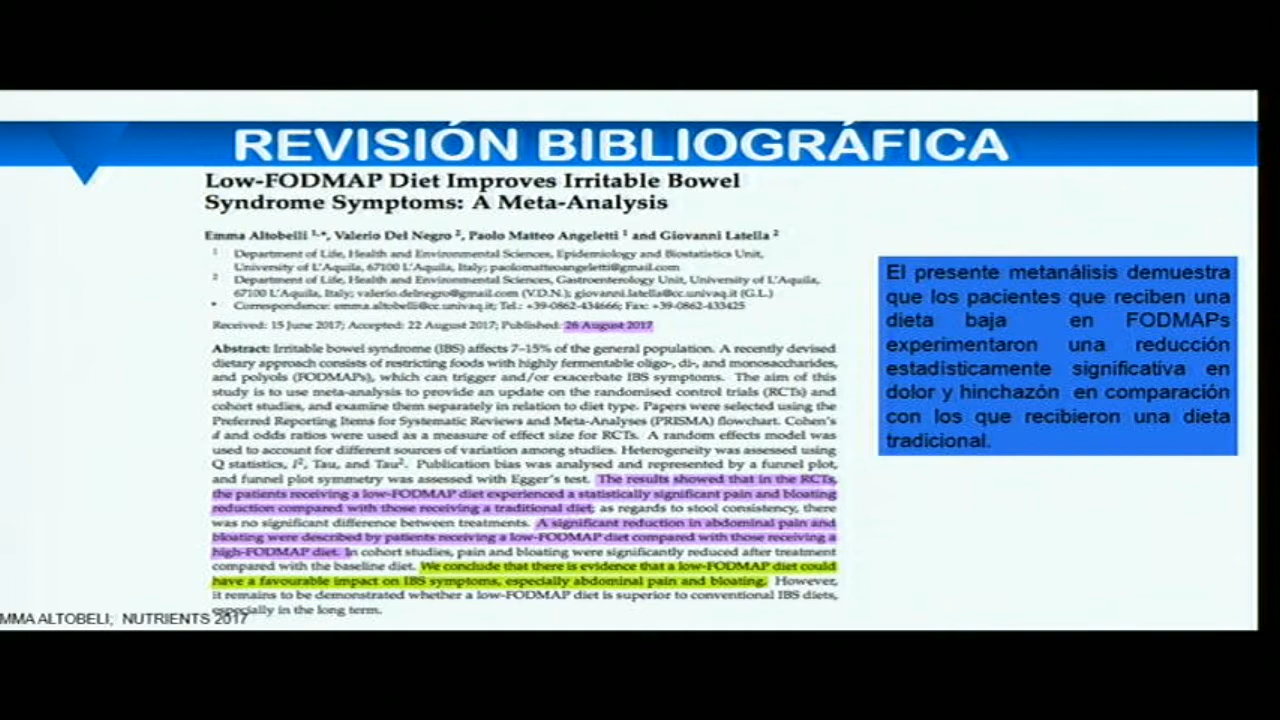 REVISIÓN BIBLIOGRÁFICA
Low-FODMAP Diet Improves Irritable Bowel
Syndrome Symptoms: A Meta-Analysis
Emma Altobelli 1,*, Valerio Del Negro 2, Paolo Matteo Angeletti 1 and Giovanni Latella 2
1 Department of Life, Health and Environmental Sciences, Epidemiology and Biostatistics Unit,
University of L'Aquila, 67100 L'Aquila, Italy; paolomatteoangeletti@gmail.com
2 Department of Life, Health and Environmental Sciences, Gastroenterology Unit, University of L'Aquila,
67100 L'Aquila, Italy; valerio.delnegro@gmail.com (V.D.N.); giovanni.latella@cc.univaq.it (G.L.)
* Correspondence: emma.altobelli@cc.univaq.it; Tel.: +39-0862-434666; Fax: +39-0862-433425
Received: 15 June 2017; Accepted: 22 August 2017; Published: 26 August 2017
Abstract: Irritable bowel syndrome (IBS) affects 7–15% of the general population. A recently devised
dietary approach consists of restricting foods with highly fermentable oligo-, di-, and monosaccharides,
and polyols (FODMAPs), which can trigger and/or exacerbate IBS symptoms. The aim of this
study is to use meta-analysis to provide an update on the randomised control trials (RCTs) and
cohort studies, and examine them separately in relation to diet type. Papers were selected using the
Preferred Reporting Items for Systematic Reviews and Meta-Analyses (PRISMA) flowchart. Cohen's
d and odds ratios were used as a measure of effect size for RCTs. A random effects model was
used to account for different sources of variation among studies. Heterogeneity was assessed using
Q statistics, I², Tau, and Tau². Publication bias was analysed and represented by a funnel plot,
and funnel plot symmetry was assessed with Egger's test. The results showed that in the RCTs,
the patients receiving a low-FODMAP diet experienced a statistically significant pain and bloating
reduction compared with those receiving a traditional diet; as regards to stool consistency, there
was no significant difference between treatments. A significant reduction in abdominal pain and
bloating were described by patients receiving a low-FODMAP diet compared with those receiving a
high-FODMAP diet. In cohort studies, pain and bloating were significantly reduced after treatment
compared with the baseline diet. We conclude that there is evidence that a low-FODMAP diet could
have a favourable impact on IBS symptoms, especially abdominal pain and bloating. However,
it remains to be demonstrated whether a low-FODMAP diet is superior to conventional IBS diets,
especially in the long term.
MMA ALTOBELI; NUTRIENTS 2017
El presente metanálisis demuestra
que los pacientes que reciben una
dieta baja en FODMAPs
experimentaron una reducción
estadísticamente significativa en
dolor y hinchazón en comparación
con los que recibieron una dieta
tradicional.